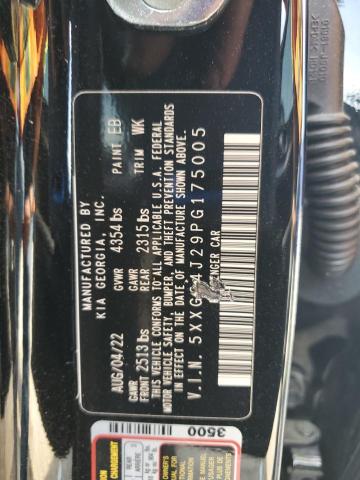 MANUFACTURED BY
KIA GEORGIA, INC.
AUG/04/22 GVWR 4354 lbs PAINT EB
GAWR FRONT 2513 lbs GAWR REAR 2315 lbs TRIM WK
THIS VEHICLE CONFORMS TO ALL APPLICABLE U.S.A. FEDERAL
MOTOR VEHICLE SAFETY, BUMPER, AND THEFT PREVENTION STANDARDS
IN EFFECT ON THE DATE OF MANUFACTURE SHOWN ABOVE.
V.I.N. 5XXG 4J29PG175005
CAR
3500
CHARGEMENT
REAR